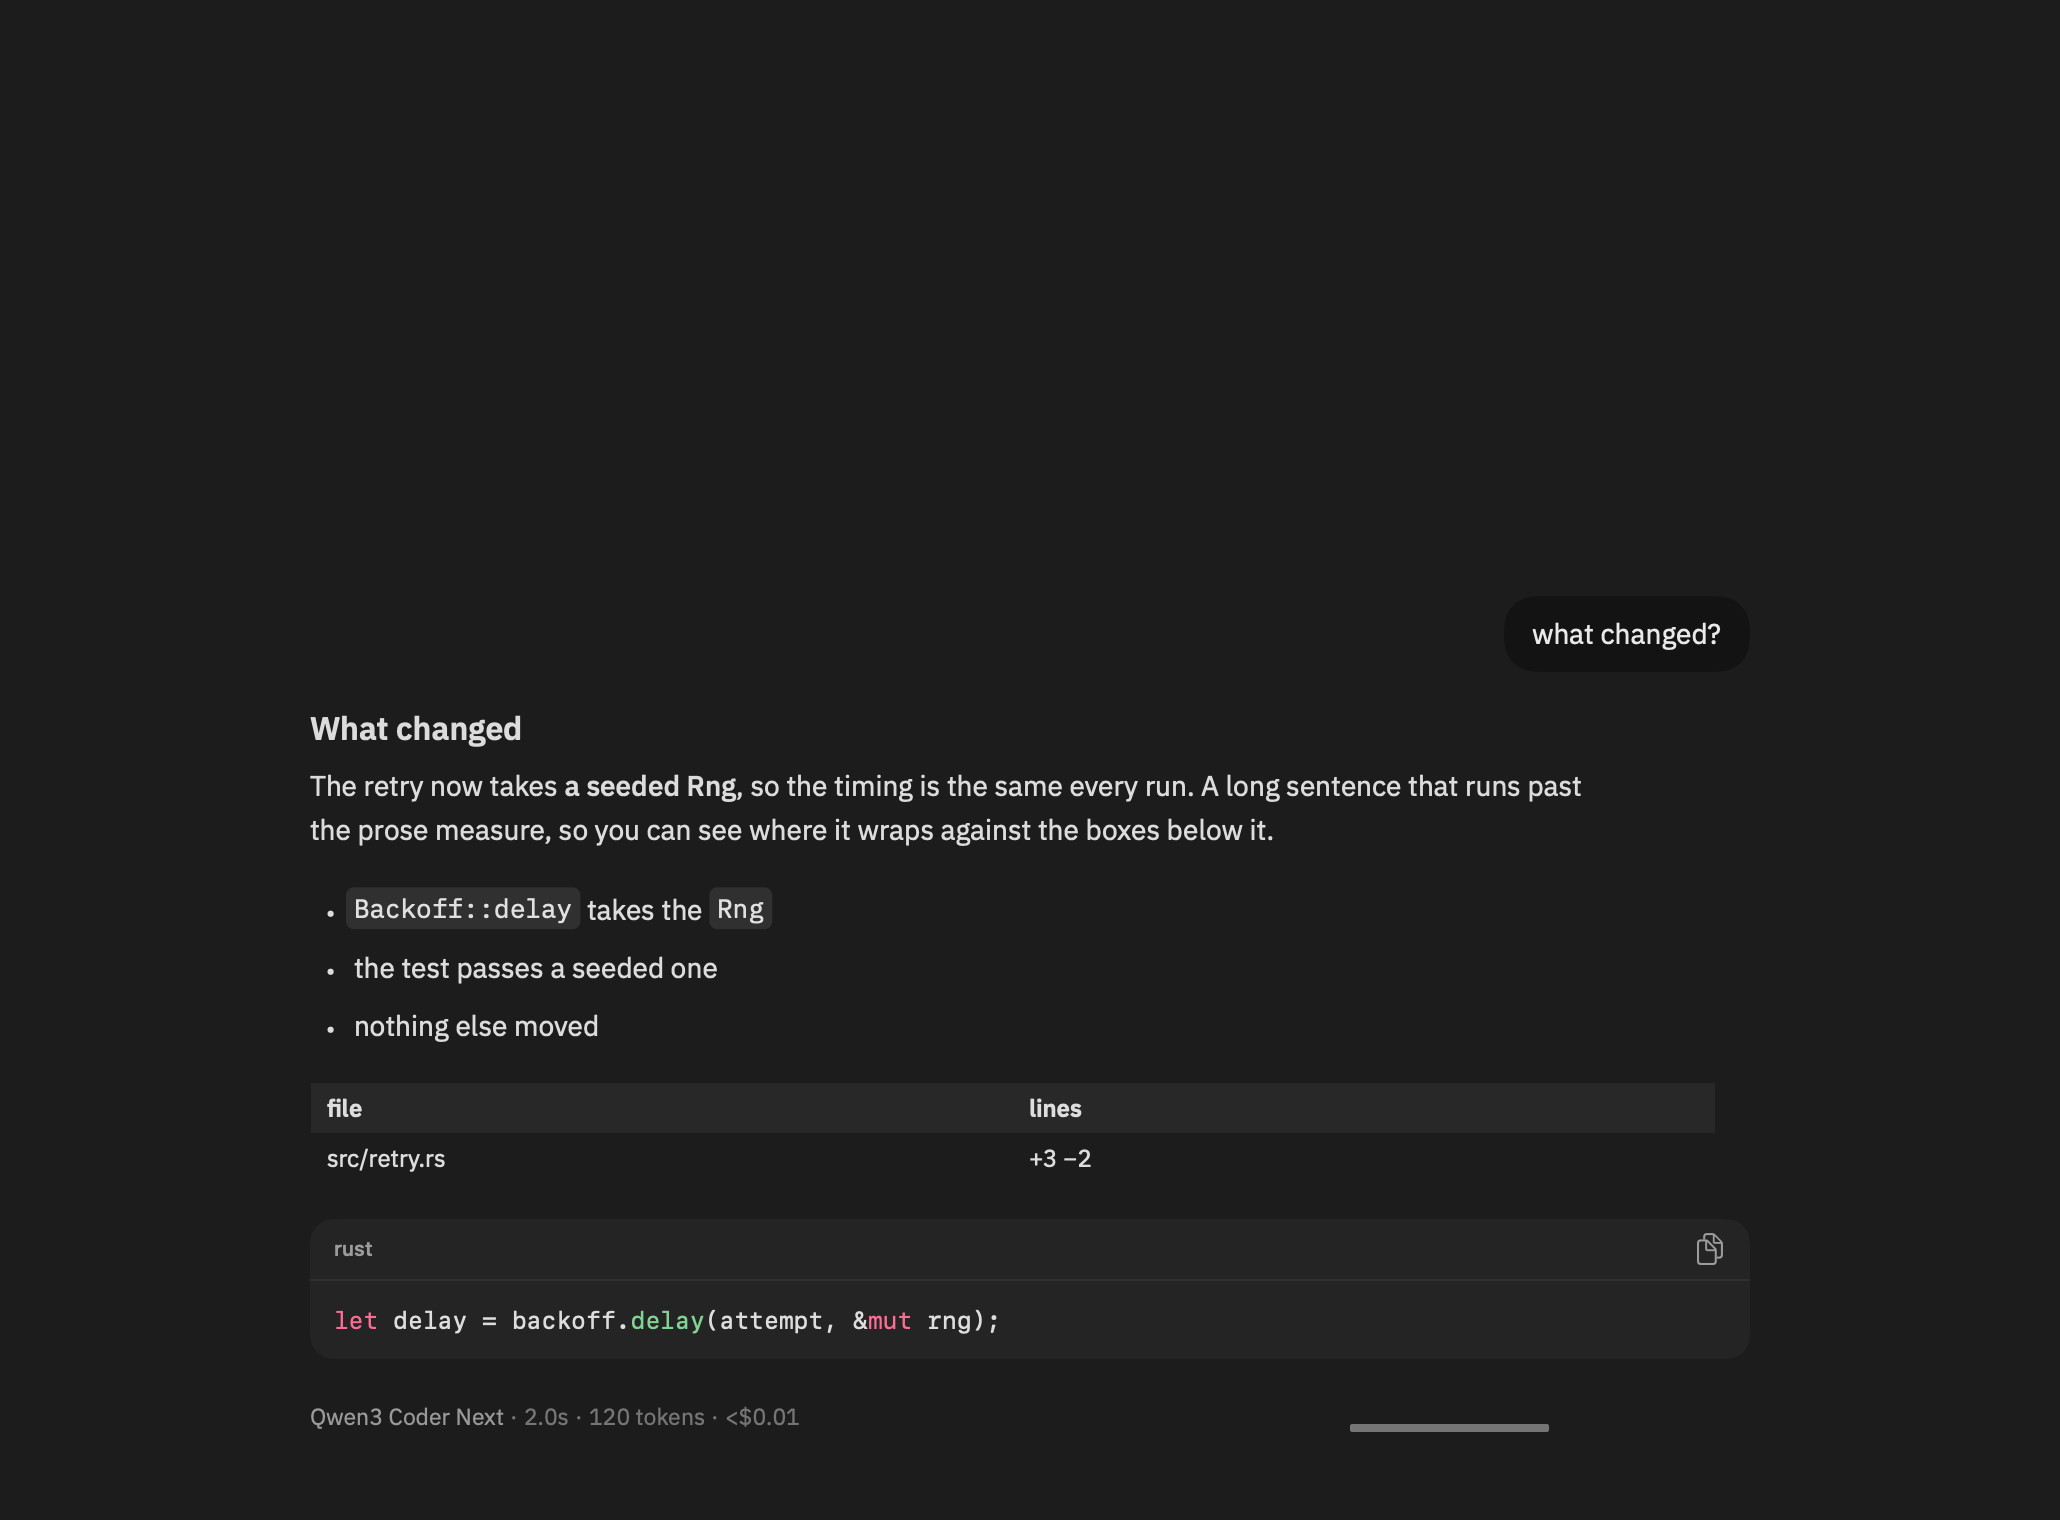 what changed?
What changed
The retry now takes a seeded Rng, so the timing is the same every run. A long sentence that runs past
the prose measure, so you can see where it wraps against the boxes below it.
• Backoff::delay takes the Rng
• the test passes a seeded one
• nothing else moved
file lines
src/retry.rs +3 −2
rust
let delay = backoff.delay(attempt, &mut rng);
Qwen3 Coder Next · 2.0s · 120 tokens · <$0.01